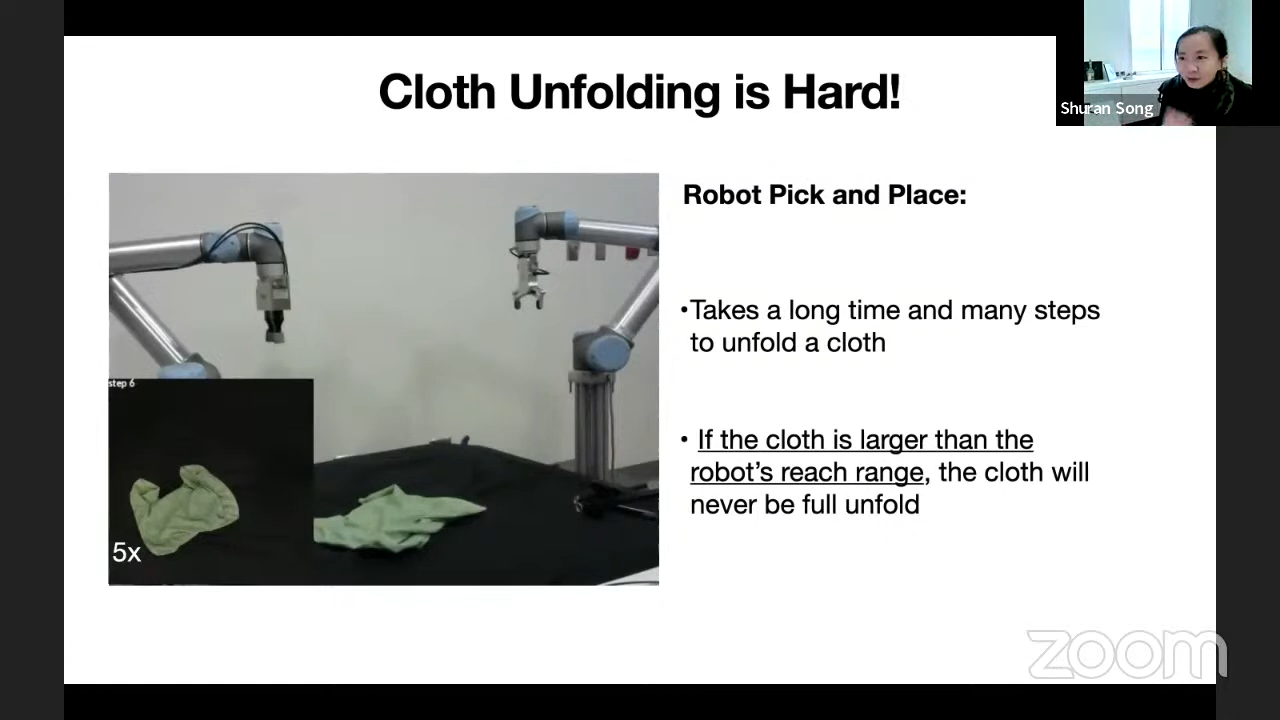 Cloth Unfolding is Hard!
Shuran Song
Robot Pick and Place:
•Takes a long time and many steps
to unfold a cloth
• If the cloth is larger than the
robot’s reach range, the cloth will
never be full unfold
step 6
5x
zoom